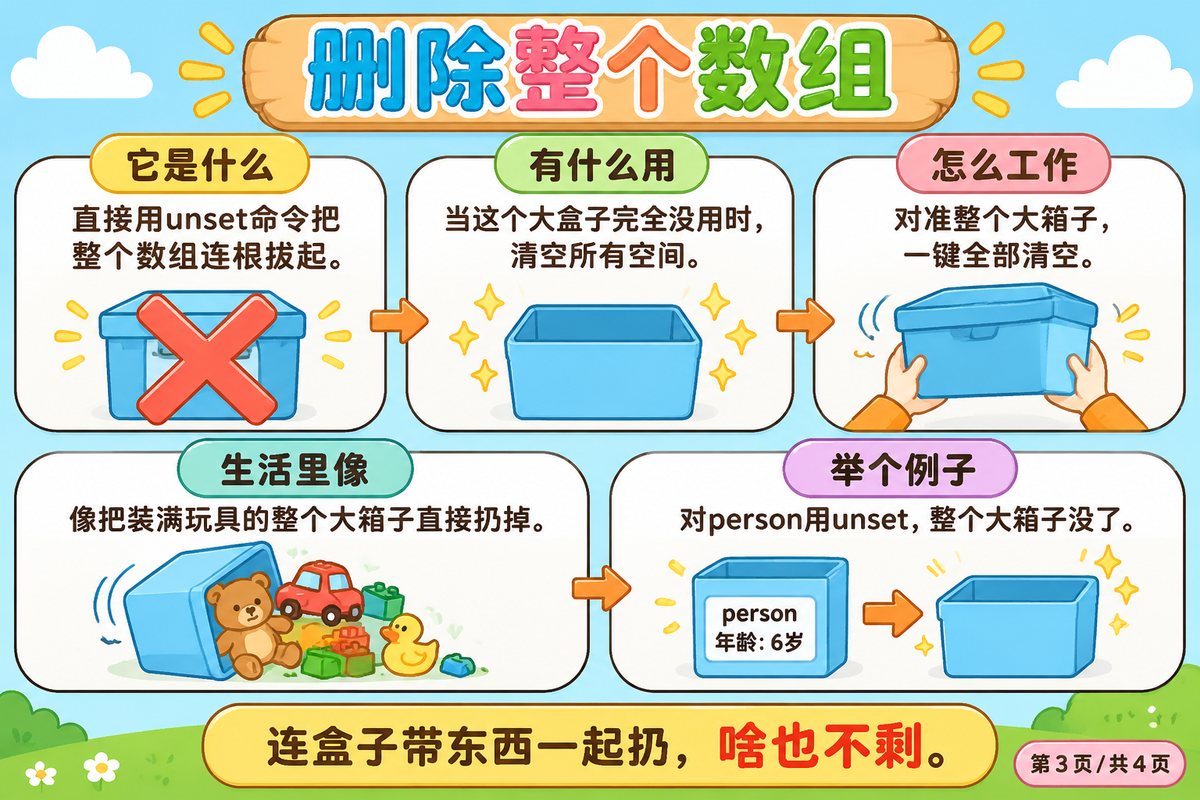 删除整个数组
它是什么
直接用unset命令把
整个数组连根拔起。
有什么用
当这个大盒子完全没用时，
清空所有空间。
怎么工作
对准整个大箱子，
一键全部清空。
生活里像
像把装满玩具的整个大箱子直接扔掉。
举个例子
对person用unset，整个大箱子没了。
person
年龄：6岁
连盒子带东西一起扔，啥也不剩。
第3页/共4页